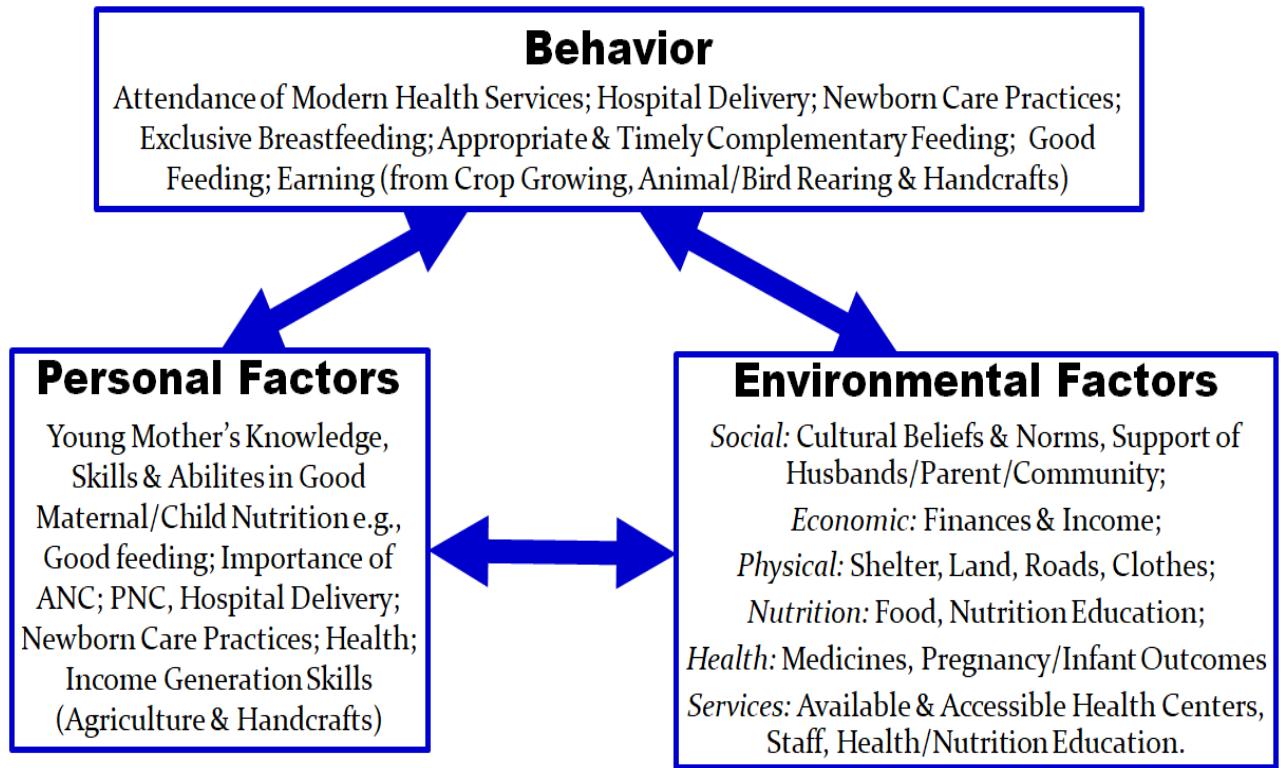 Behavior
Attendance of Modern Health Services; Hospital Delivery; Newborn Care Practices;
Exclusive Breastfeeding; Appropriate & Timely Complementary Feeding; Good
Feeding; Earning (from Crop Growing, Animal/Bird Rearing & Handcrafts)
Personal Factors
Young Mother's Knowledge,
Skills & Abilites in Good
Maternal/Child Nutrition e.g.,
Good feeding; Importance of
ANC; PNC, Hospital Delivery;
Newborn Care Practices; Health;
Income Generation Skills
(Agriculture & Handcrafts)
Environmental Factors
Social: Cultural Beliefs & Norms, Support of
Husbands/Parent/Community;
Economic: Finances & Income;
Physical: Shelter, Land, Roads, Clothes;
Nutrition: Food, Nutrition Education;
Health: Medicines, Pregnancy/Infant Outcomes
Services: Available & Accessible Health Centers,
Staff, Health/Nutrition Education.